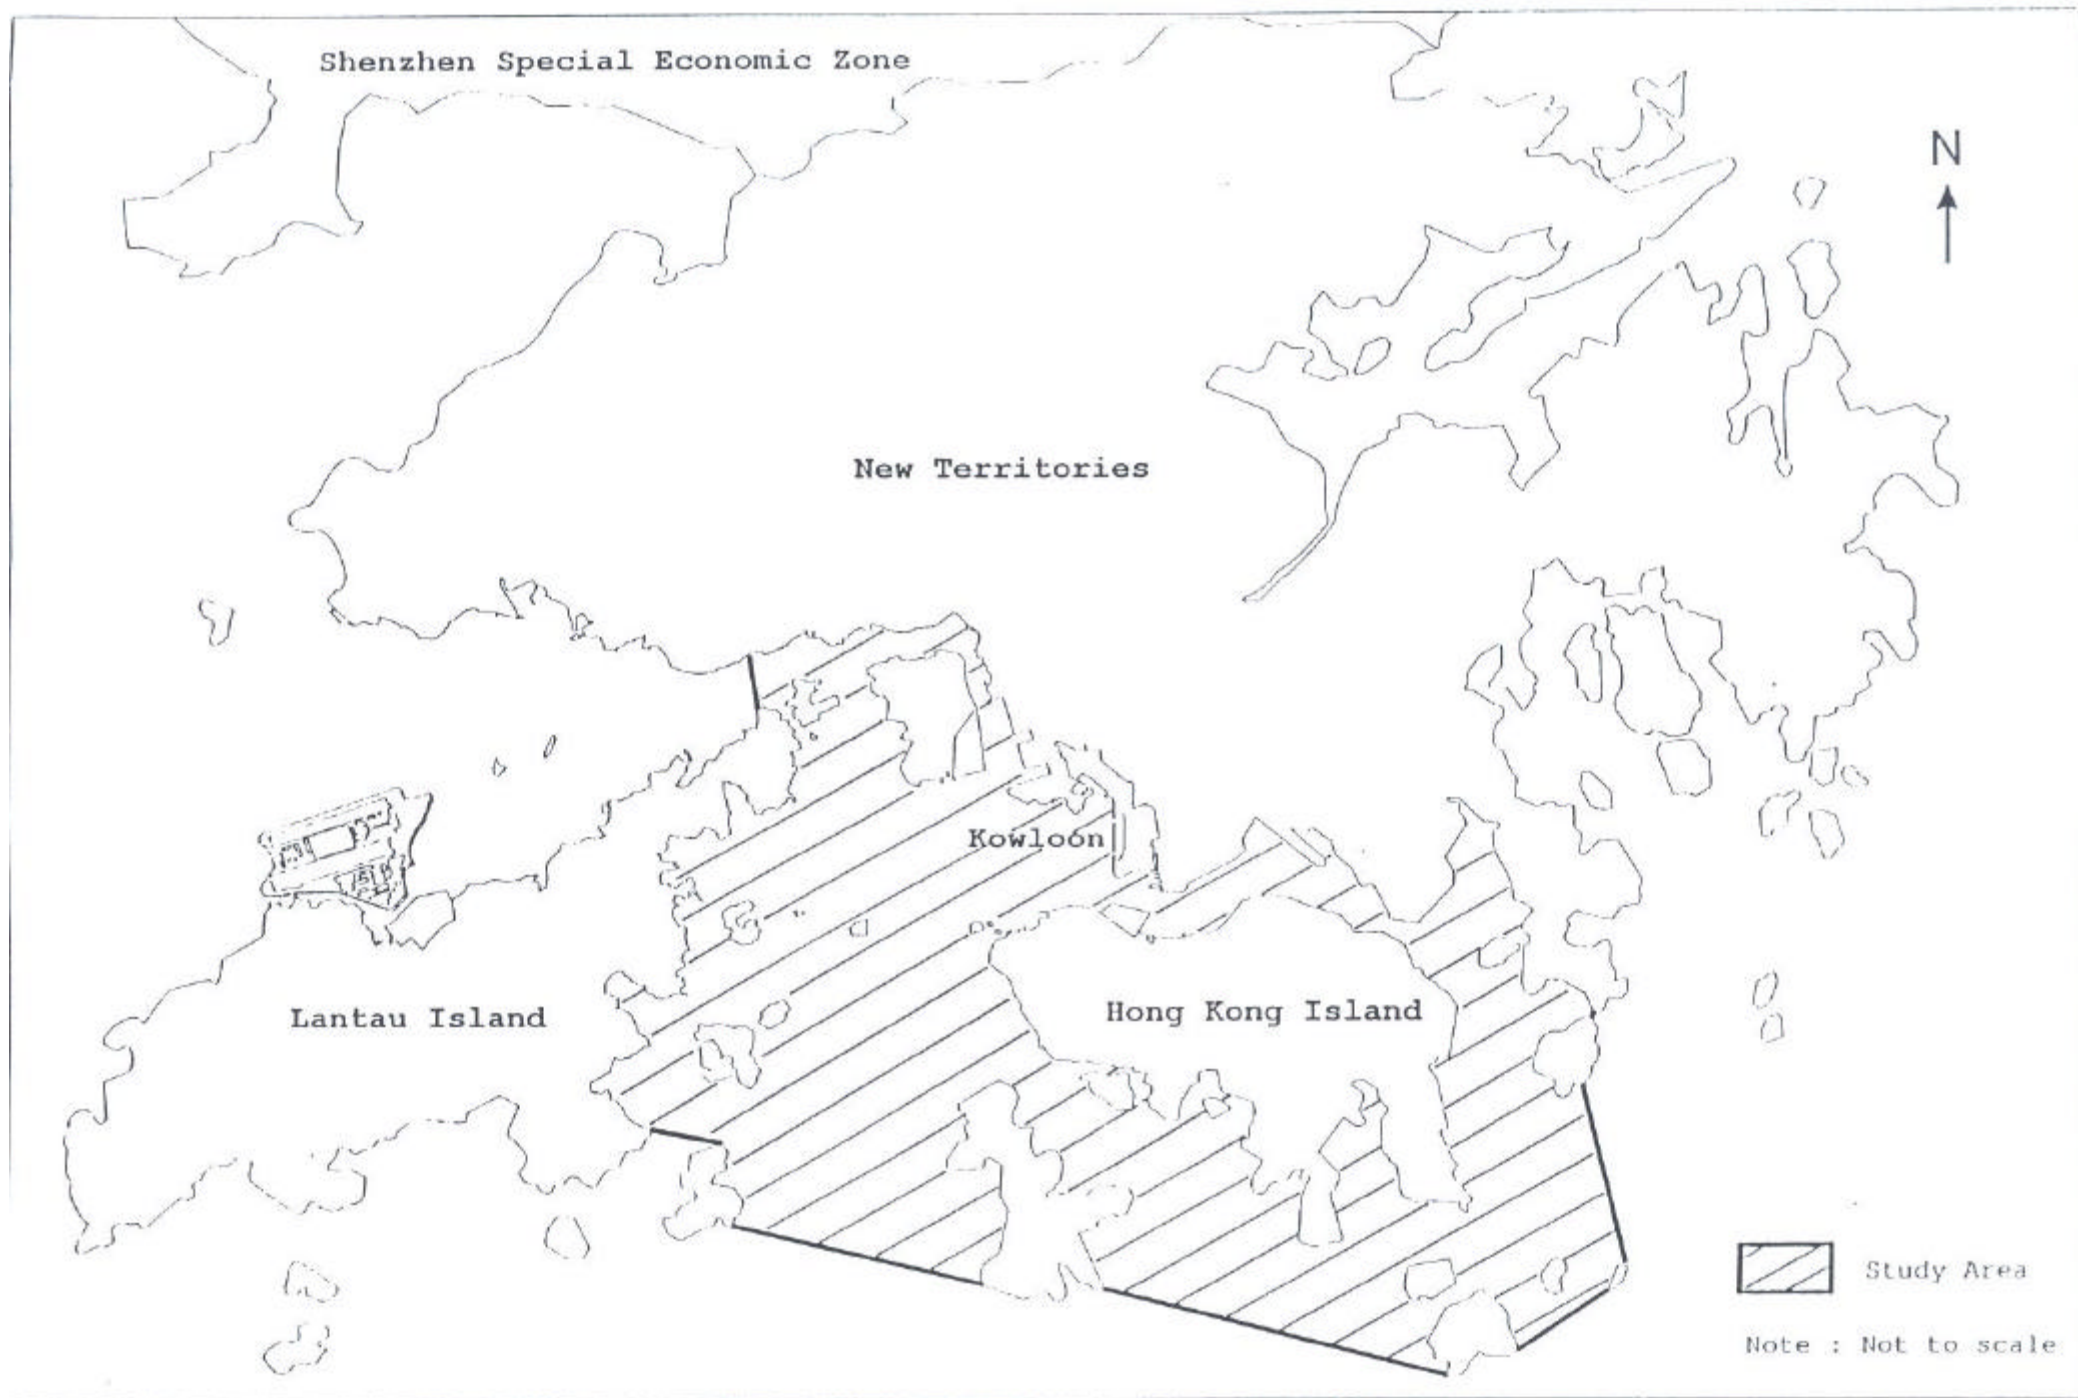 Shenzhen Special Economic Zone
N
New Territories
Kowloon
Lantau Island
Hong Kong Island
Study Area
Note : Not to scale